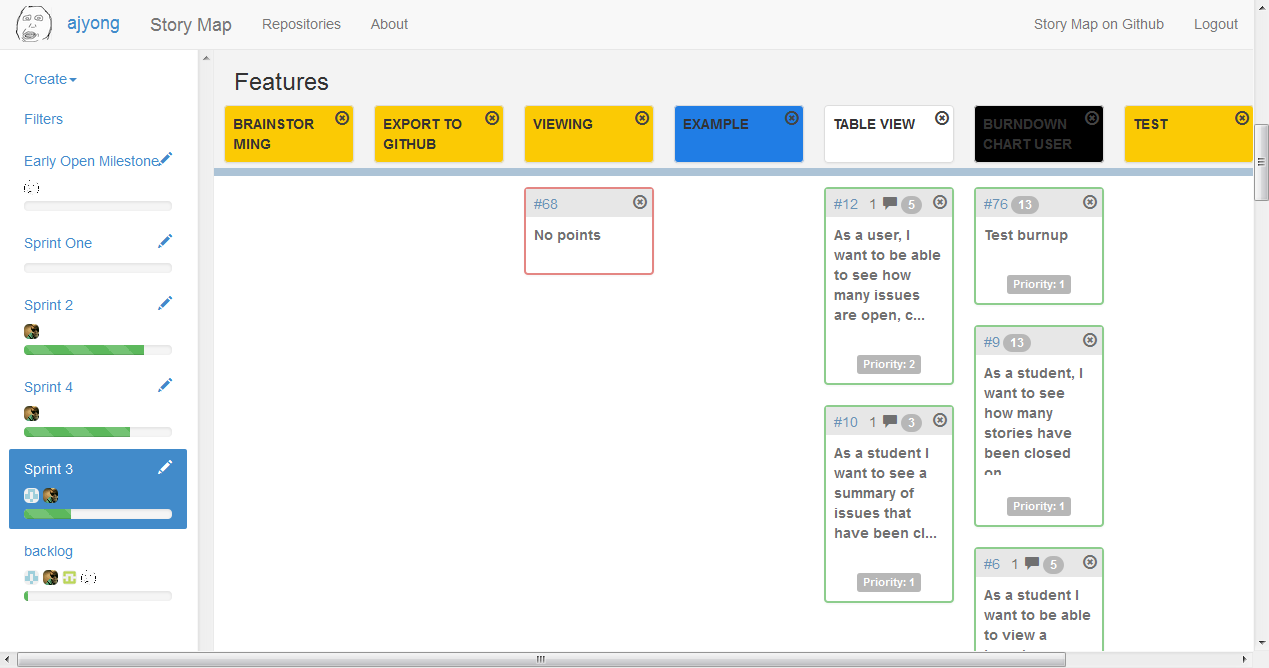 ajyong
Story Map
Repositories
About
Story Map on Github
Logout
Create
Filters
Early Open Milestone
Sprint One
Sprint 2
Sprint 4
Sprint 3
backlog
Features
BRAINSTOR
MING
EXPORT TO
GITHUB
VIEWING
EXAMPLE
TABLE VIEW
BURNDOWN
CHART USER
TEST
#68
No points
#12 1 5
As a user, I
want to be able
to see how
many issues
are open, c...
Priority: 2
#10 1 3
As a student I
want to see a
summary of
issues that
have been cl...
Priority: 1
#76 13
Test burnup
Priority: 1
#9 13
As a student, I
want to see
how many
stories have
been closed
on
Priority: 1
#6 1 5
As a student I
want to be able
to view a